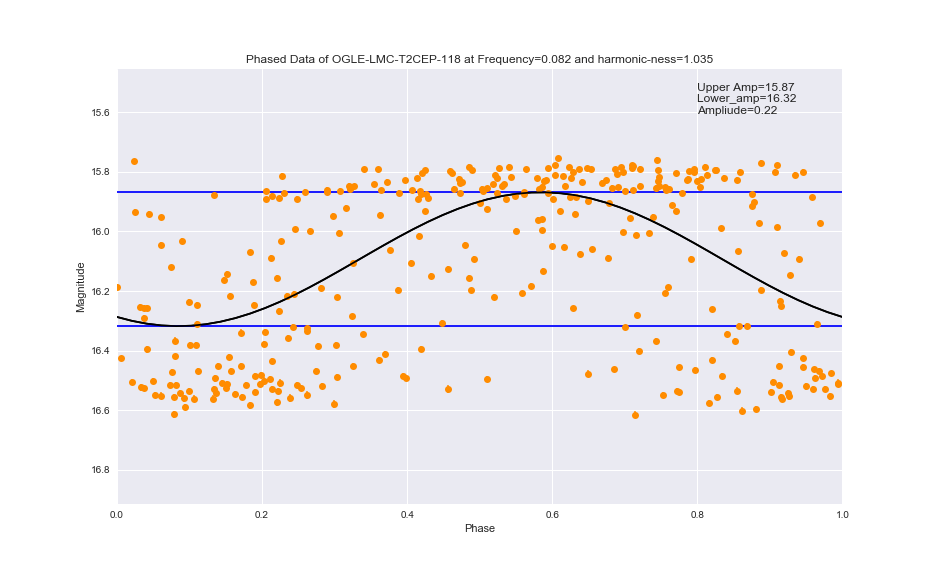 Phased Data of OGLE-LMC-T2CEP-118 at Frequency=0.082 and harmonic-ness=1.035
Upper Amp=15.87
Lower_amp=16.32
Ampliude=0.22
15.6
15.8
16.0
16.2
16.4
16.6
16.8
Magnitude
0.0 0.2 0.4 0.6 0.8 1.0
Phase